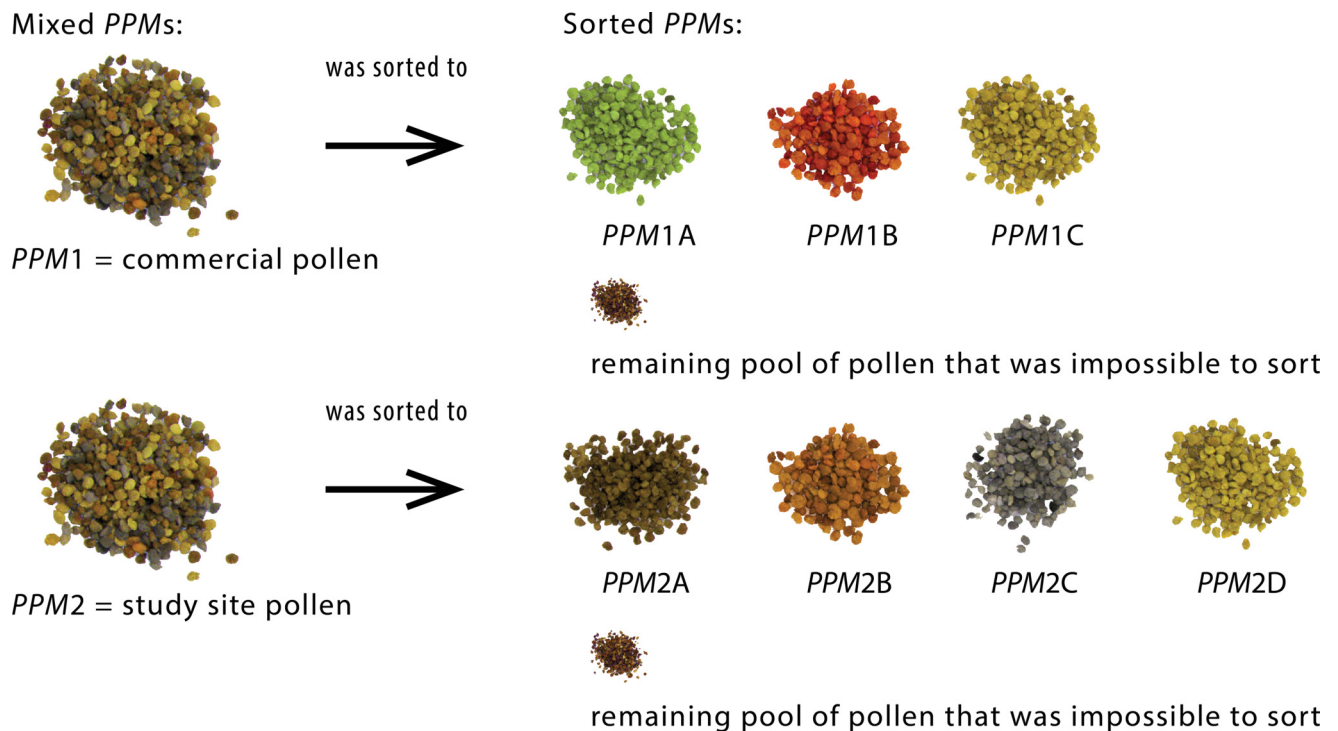 Mixed PPMs:
Sorted PPMs:
was sorted to
PPM1A
PPM1B
PPM1C
PPM1 = commercial pollen
remaining pool of pollen that was impossible to sort
was sorted to
PPM2A
PPM2B
PPM2C
PPM2D
PPM2 = study site pollen
remaining pool of pollen that was impossible to sort